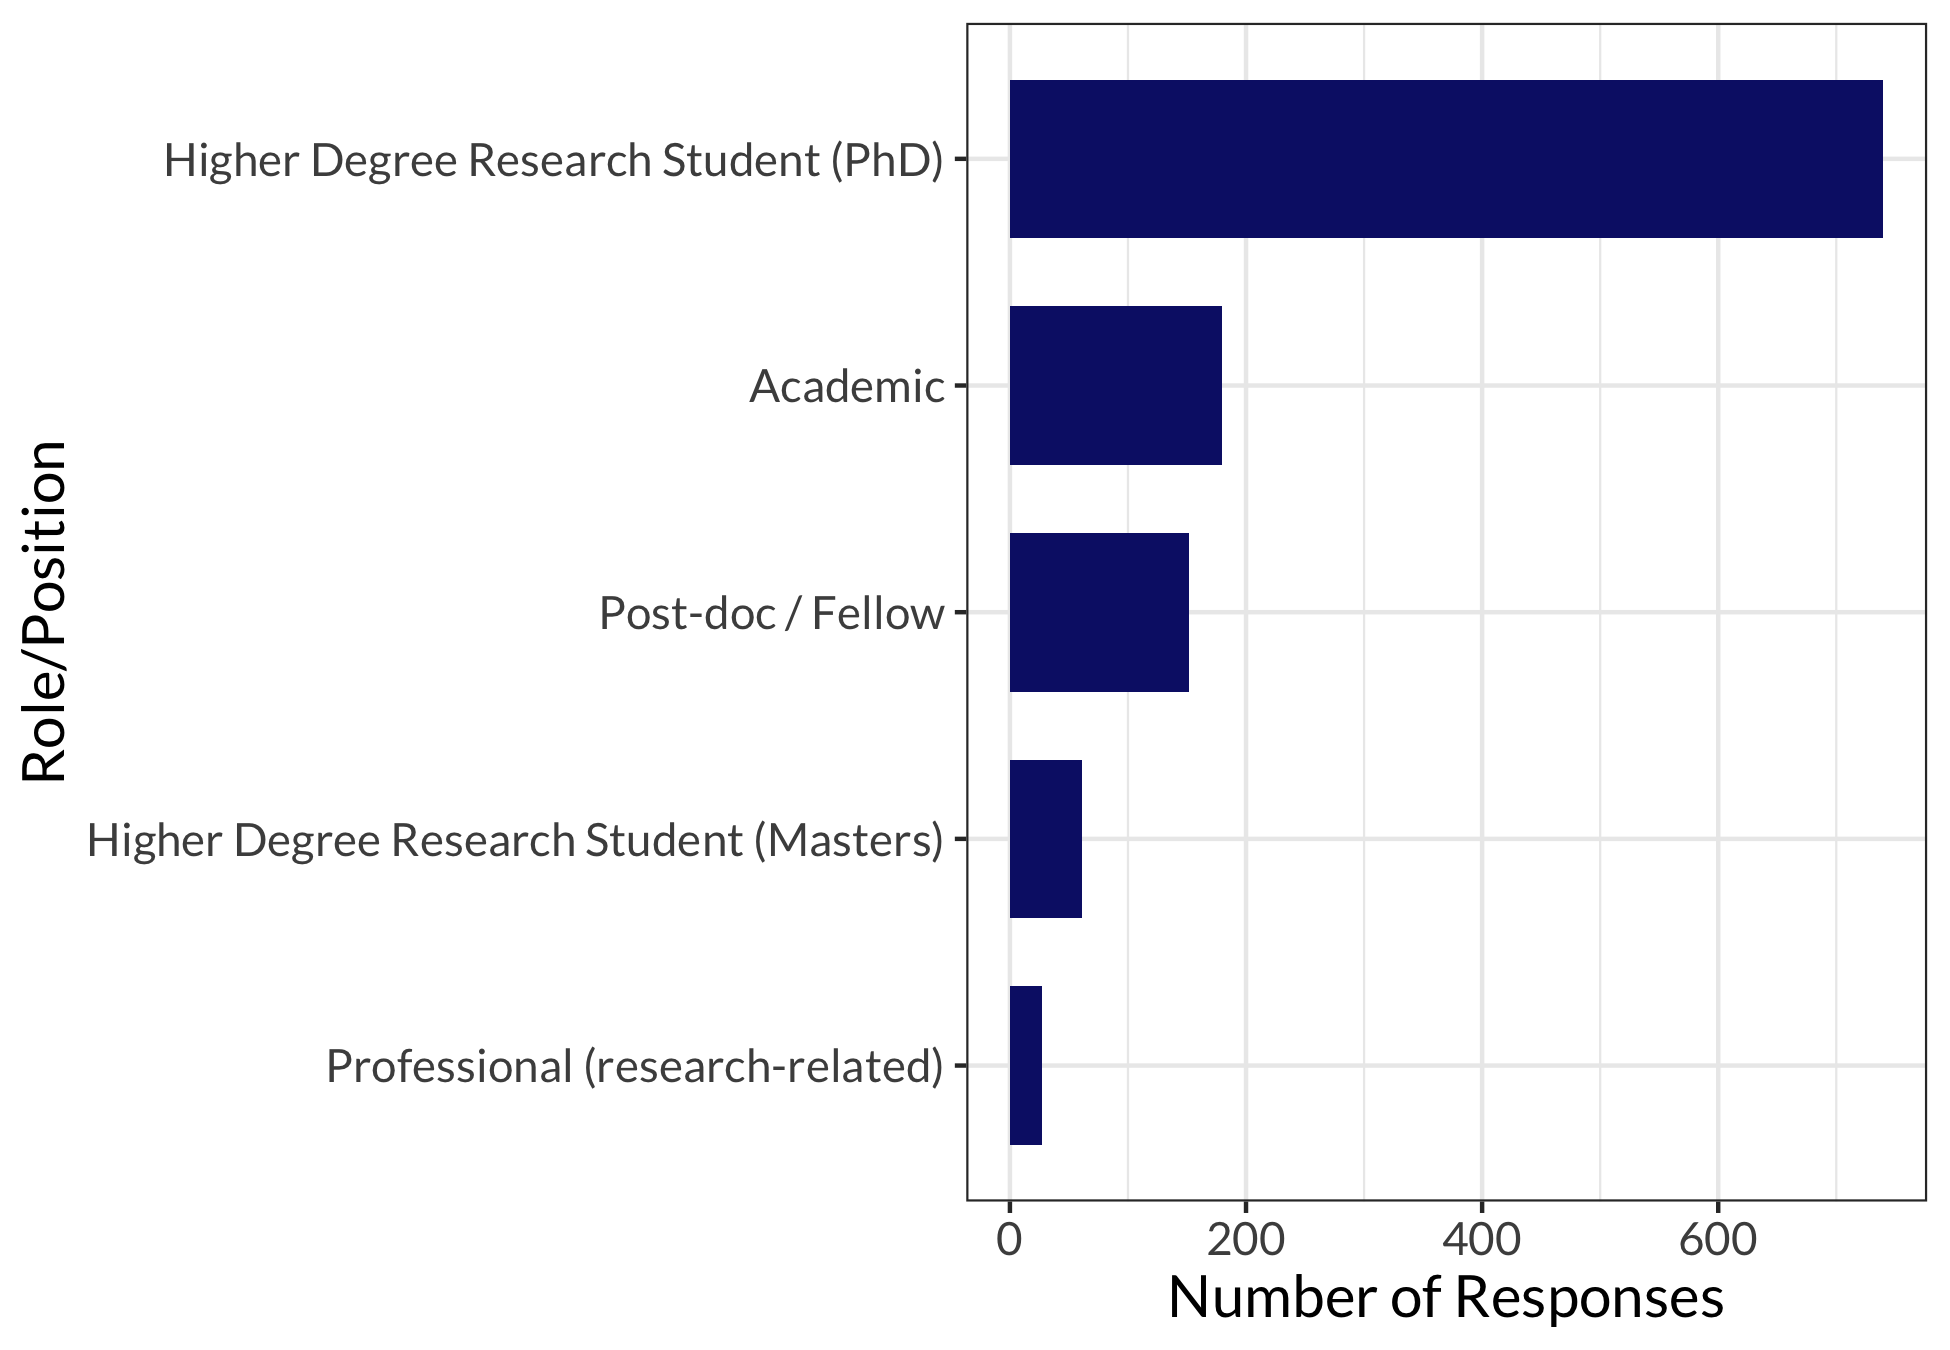 Role/Position
Higher Degree Research Student (PhD)
Academic
Post-doc / Fellow
Higher Degree Research Student (Masters)
Professional (research-related)
0 200 400 600
Number of Responses